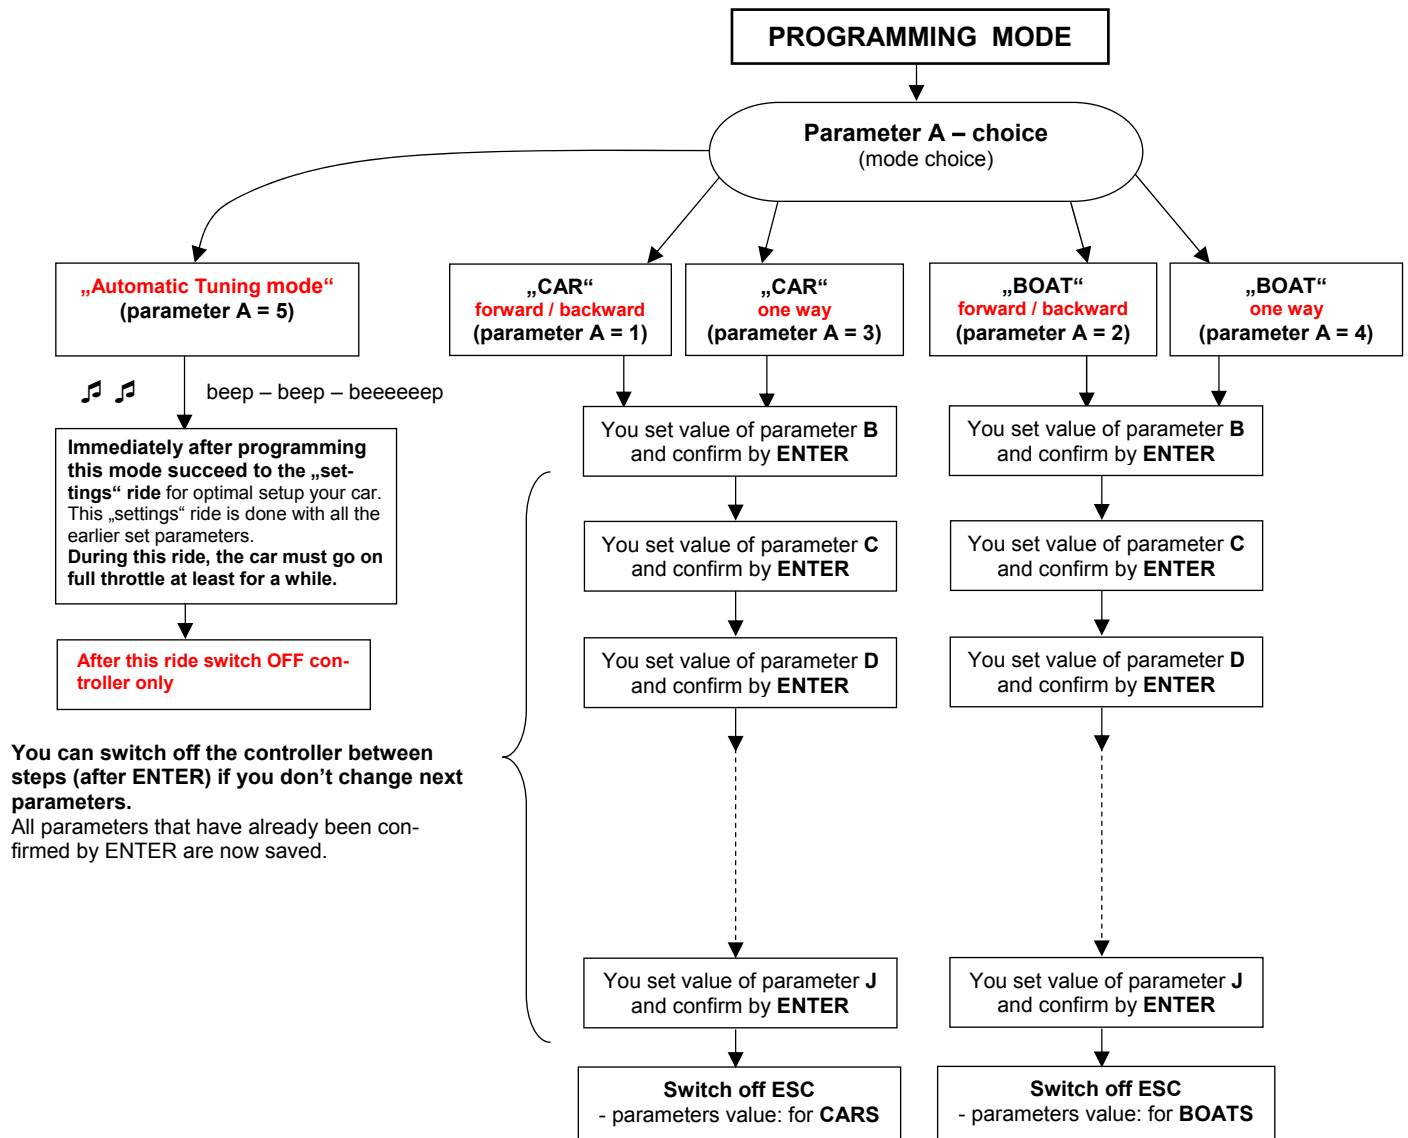 PROGRAMMING MODE
Parameter A – choice
(mode choice)
„Automatic Tuning mode“
(parameter A = 5)
„CAR“
forward / backward
(parameter A = 1)
„CAR“
one way
(parameter A = 3)
„BOAT“
forward / backward
(parameter A = 2)
„BOAT“
one way
(parameter A = 4)
beep – beep – beeeeeep
Immediately after programming
this mode succeed to the „set-
tings“ ride for optimal setup your car.
This „settings“ ride is done with all the
earlier set parameters.
During this ride, the car must go on
full throttle at least for a while.
After this ride switch OFF con-
troller only
You can switch off the controller between
steps (after ENTER) if you don’t change next
parameters.
All parameters that have already been con-
firmed by ENTER are now saved.
You set value of parameter B
and confirm by ENTER
You set value of parameter C
and confirm by ENTER
You set value of parameter D
and confirm by ENTER
You set value of parameter J
and confirm by ENTER
Switch off ESC
- parameters value: for CARS
You set value of parameter B
and confirm by ENTER
You set value of parameter C
and confirm by ENTER
You set value of parameter D
and confirm by ENTER
You set value of parameter J
and confirm by ENTER
Switch off ESC
- parameters value: for BOATS